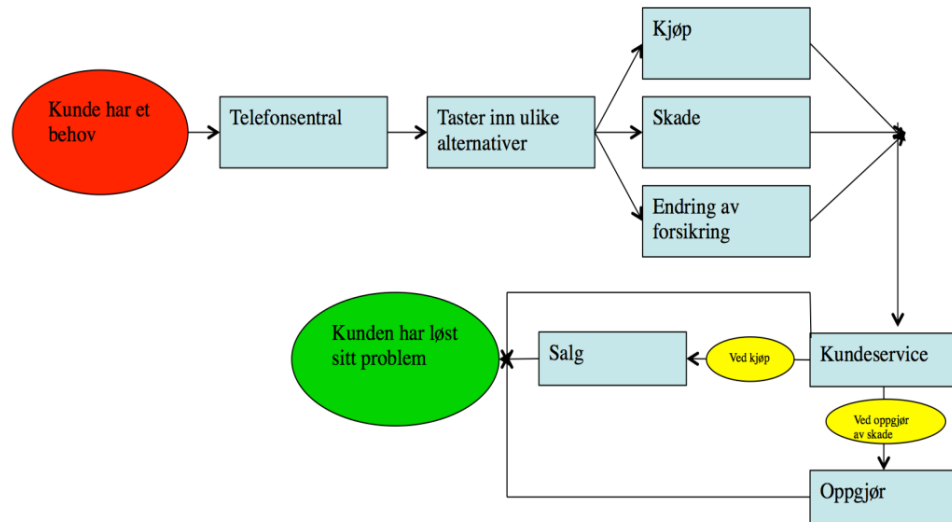 Kjøp
Kunde har et
behov
Telefonsentral
Taster inn ulike
alternativer
Skade
Endring av
forsikring
Kunden har løst
sitt problem
Salg
Ved kjøp
Kundeservice
Ved oppgjør
av skade
Oppgjør